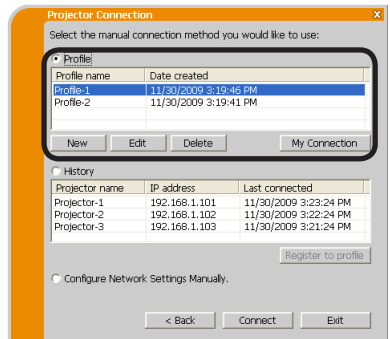 Projector Connection X
Select the manual connection method you would like to use:
Profile
Profile name Date created
Profile-1 11/30/2009 3:19:46 PM
Profile-2 11/30/2009 3:19:41 PM
New Edit Delete My Connection
History
Projector name IP address Last connected
Projector-1 192.168.1.101 11/30/2009 3:23:24 PM
Projector-2 192.168.1.102 11/30/2009 3:22:24 PM
Projector-3 192.168.1.103 11/30/2009 3:21:24 PM
Register to profile
Configure Network Settings Manually.
< Back Connect Exit